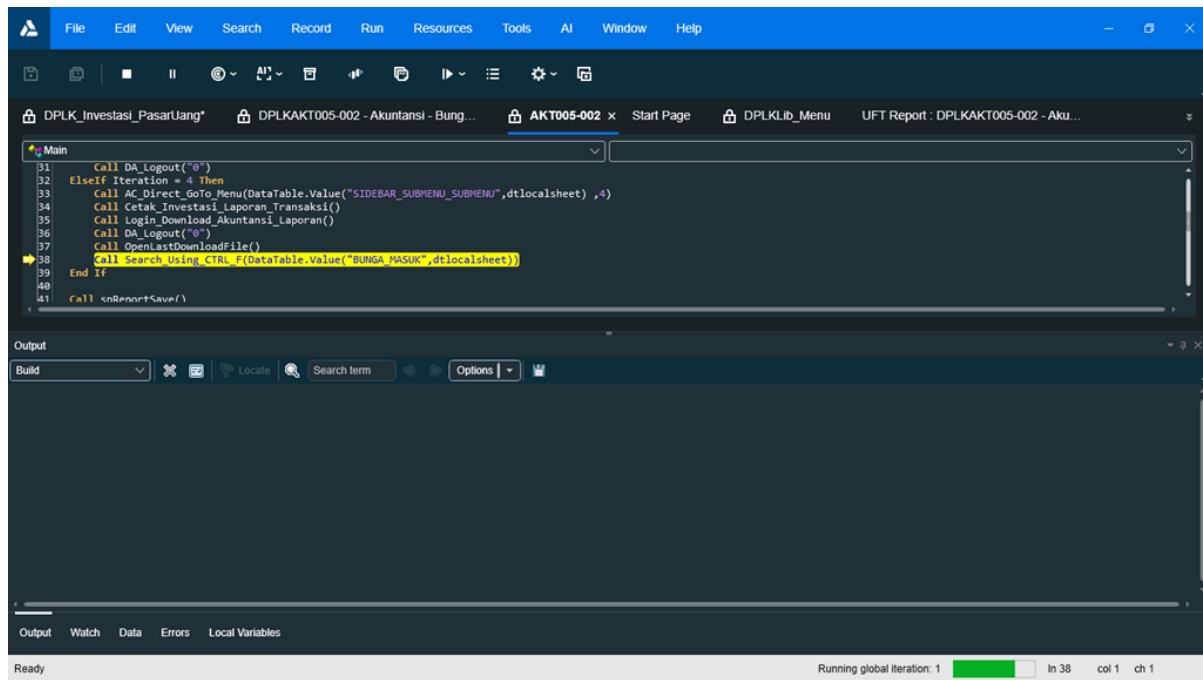 File Edit View Search Record Run Resources Tools AI Window Help
DPLK_Investasi_PasarUang* DPLKAKT005-002 - Akuntansi - Bung... AKT005-002 × Start Page DPLKLib_Menu UFT Report : DPLKAKT005-002 - Aku...
Main
31 Call DA_Logout("0")
32 ElseIf Iteration = 4 Then
33 Call AC_Direct_GoTo_Menu(DataTable.Value("SIDEBAR_SUBMENU_SUBMENU",dtlocalsheet) ,4)
34 Call Cetak_Investasi_Laporan_Transaksi()
35 Call Login_Download_Akuntansi_Laporan()
36 Call DA_Logout("0")
37 Call OpenLastDownloadFile()
38 Call Search_Using_CTRL_F(DataTable.Value("BUNGA_MASUK",dtlocalsheet))
39 End If
40
41 Call spReportSave()
Output
Build Locate Search term Options
Output Watch Data Errors Local Variables
Ready Running global iteration: 1 ln 38 col 1 ch 1